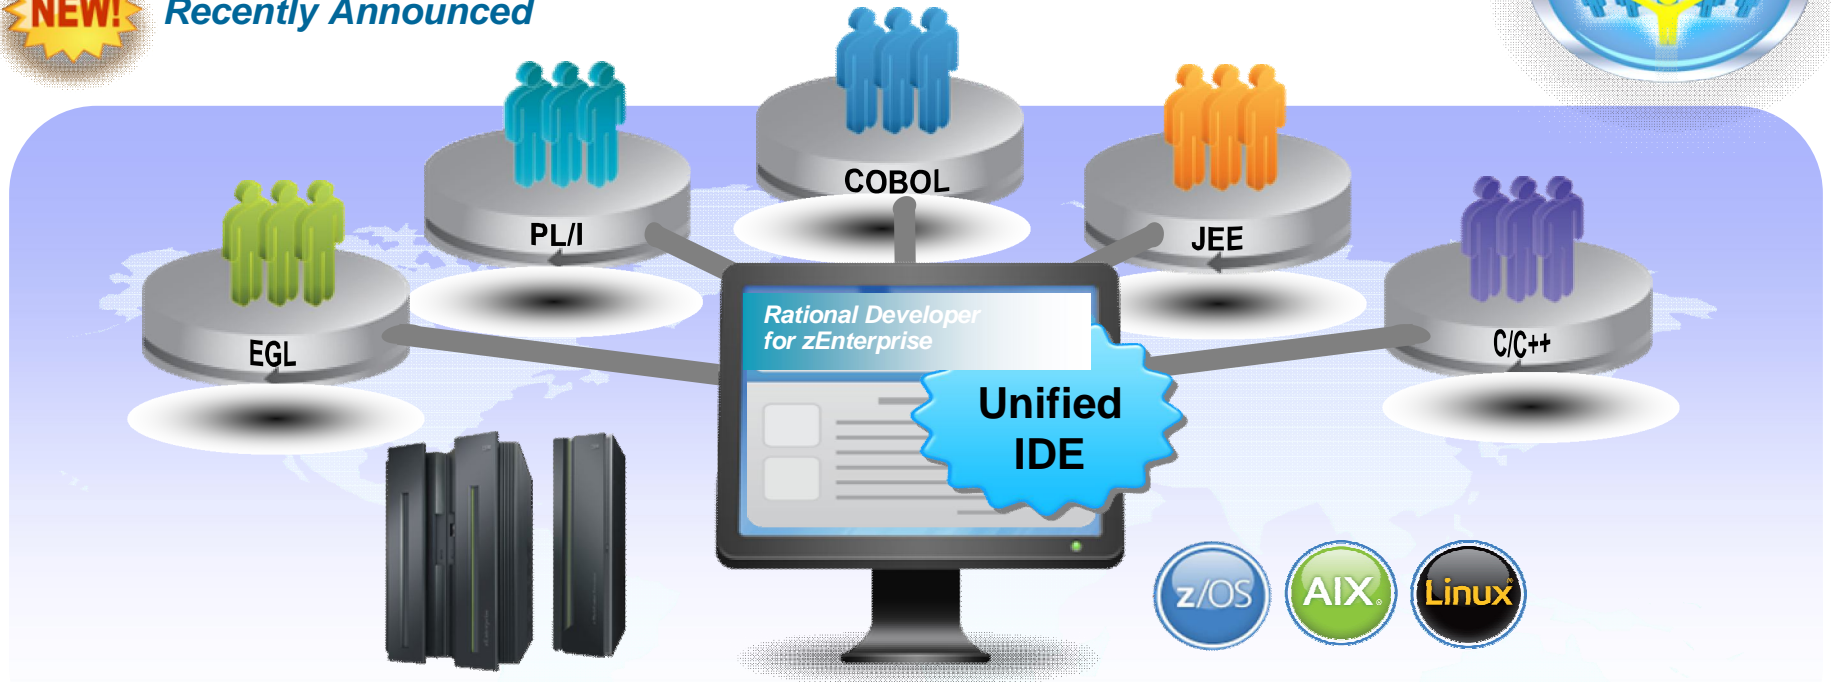 NEW!
Recently Announced
COBOL
PL/I
JEE
EGL
C/C++
Rational Developer
for zEnterprise
Unified
IDE
z/OS
AIX®
Linux®